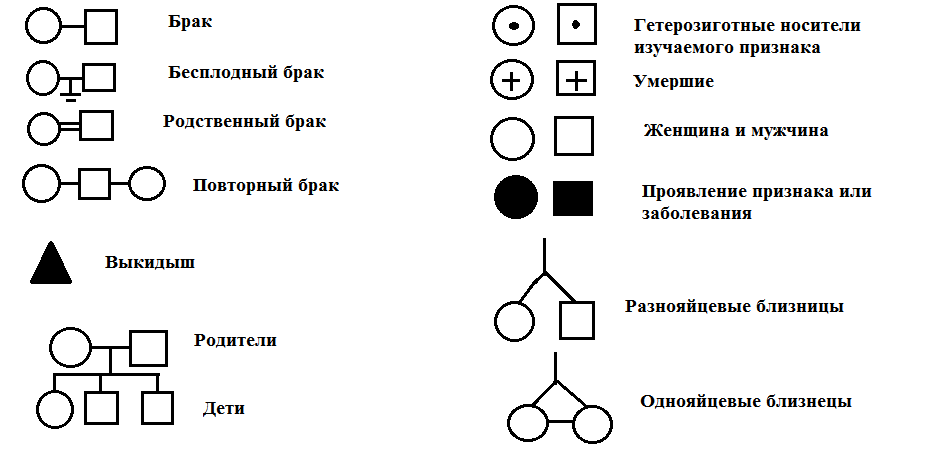 Брак
Бесплодный брак
Родственный брак
Повторный брак
Выкидыш
Родители
Дети
Гетерозиготные носители
изучаемого признака
Умершие
Женщина и мужчина
Проявление признака или
заболевания
Разнояйцевые близницы
Однояйцевые близнецы